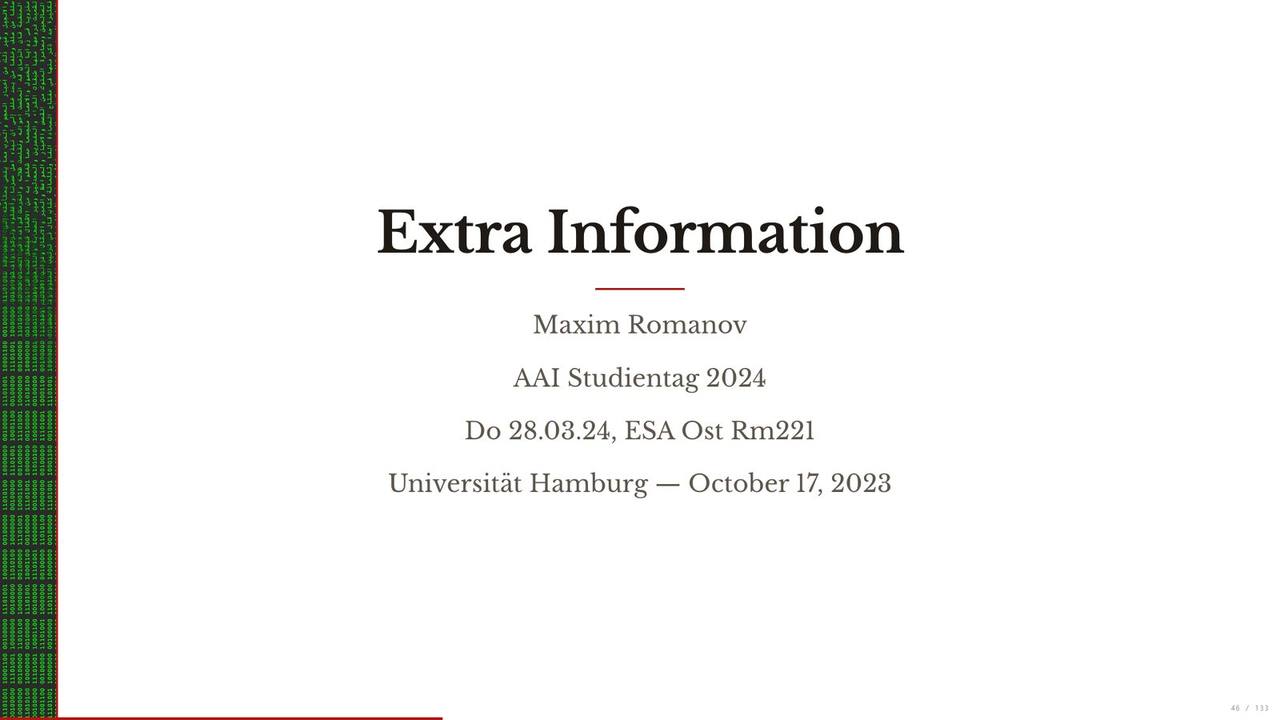 Extra Information
Maxim Romanov
AAI Studientag 2024
Do 28.03.24, ESA Ost Rm221
Universität Hamburg — October 17, 2023
46 / 133